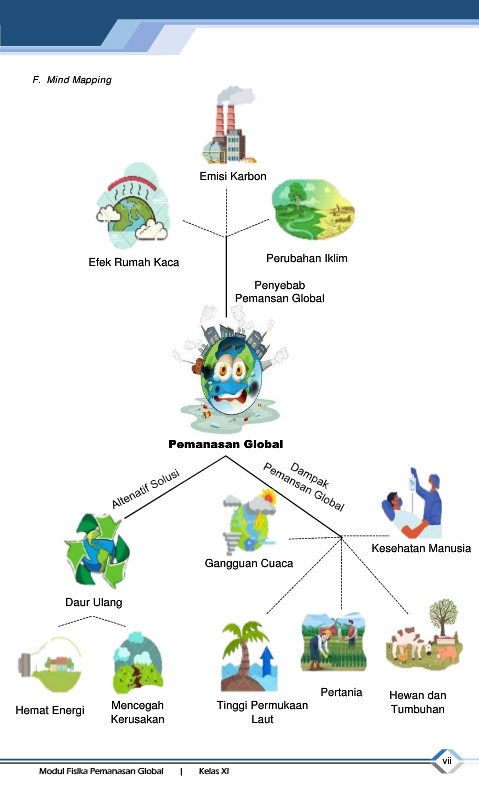 F. Mind Mapping
Emisi Karbon
Efek Rumah Kaca
Perubahan Iklim
Penyebab
Pemansan Global
Pemanasan Global
Altenatif Solusi
Dampak
Pemansan Global
Gangguan Cuaca
Kesehatan Manusia
Daur Ulang
Hemat Energi
Mencegah
Kerusakan
Tinggi Permukaan
Laut
Pertania
Hewan dan
Tumbuhan
vii
Modul Fisika Pemanasan Global | Kelas XI